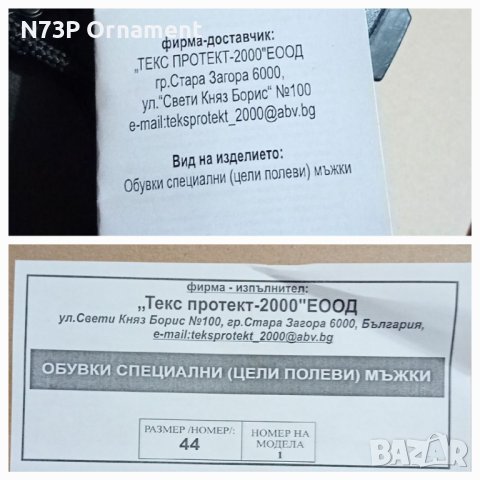 N73P Ornament
фирма-доставчик:
„ТЕКС ПРОТЕКТ-2000"ЕООД
гр.Стара Загора 6000,
ул.“Свети Княз Борис“ №100
e-mail:teksprotekt_2000@abv.bg
Вид на изделието:
Обувки специални (цели полеви) мъжки
фирма - изпълнител:
„Текс протект-2000"ЕООД
ул.Свети Княз Борис №100, гр.Стара Загора 6000, България,
e-mail:teksprotekt_2000@abv.bg
ОБУВКИ СПЕЦИАЛНИ (ЦЕЛИ ПОЛЕВИ) МЪЖКИ
РАЗМЕР /НОМЕР/:
44
НОМЕР НА
МОДЕЛА
1
BAZAR